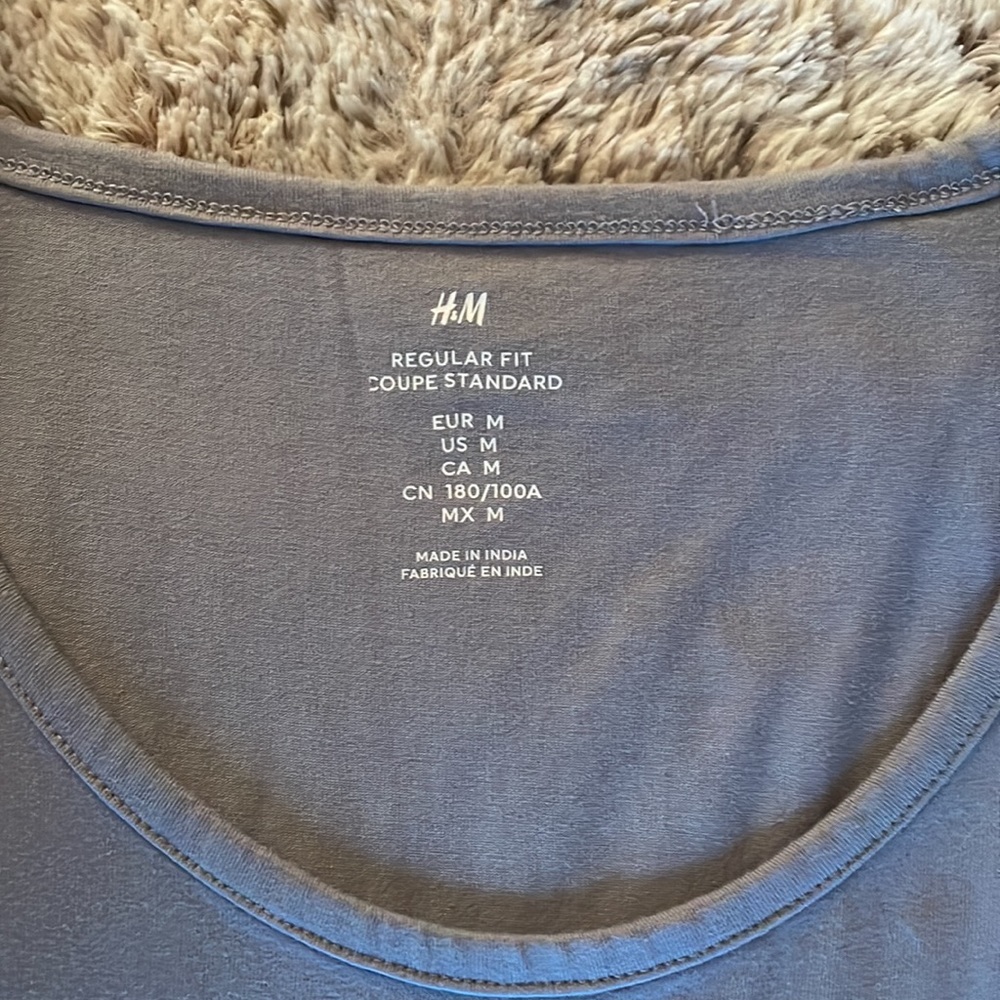 H&M
REGULAR FIT
COUPE STANDARD
EUR M
US M
CA M
CN 180/100A
MX M
MADE IN INDIA
FABRIQUÉ EN INDE